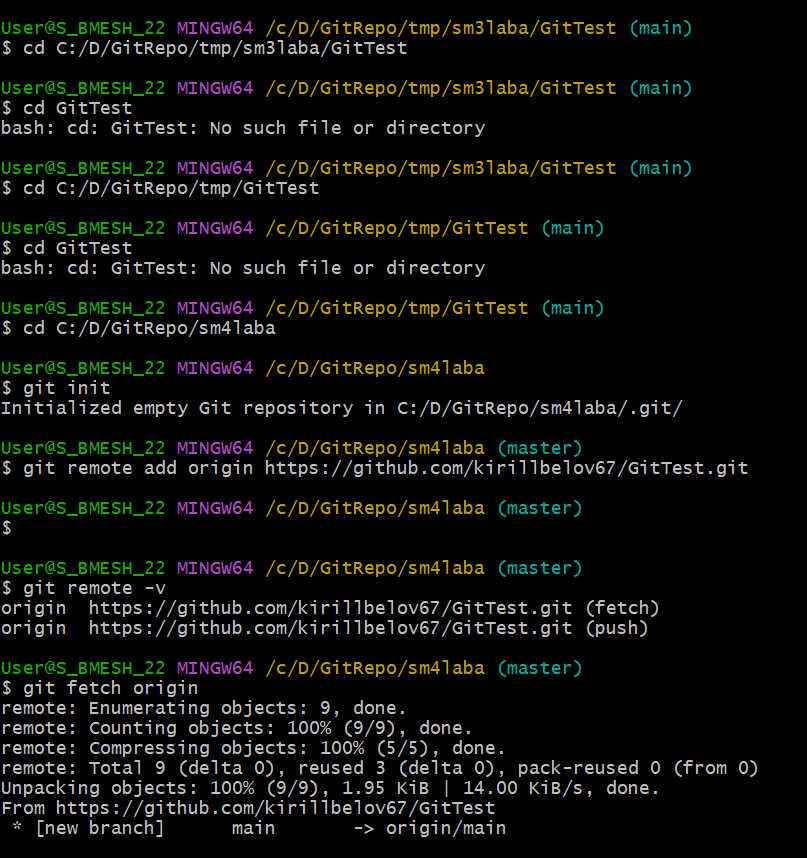 User@S_BMESH_22 MINGW64 /c/D/GitRepo/tmp/sm3laba/GitTest (main)
$ cd C:/D/GitRepo/tmp/sm3laba/GitTest
User@S_BMESH_22 MINGW64 /c/D/GitRepo/tmp/sm3laba/GitTest (main)
$ cd GitTest
bash: cd: GitTest: No such file or directory
User@S_BMESH_22 MINGW64 /c/D/GitRepo/tmp/sm3laba/GitTest (main)
$ cd C:/D/GitRepo/tmp/GitTest
User@S_BMESH_22 MINGW64 /c/D/GitRepo/tmp/GitTest (main)
$ cd GitTest
bash: cd: GitTest: No such file or directory
User@S_BMESH_22 MINGW64 /c/D/GitRepo/tmp/GitTest (main)
$ cd C:/D/GitRepo/sm4laba
User@S_BMESH_22 MINGW64 /c/D/GitRepo/sm4laba
$ git init
Initialized empty Git repository in C:/D/GitRepo/sm4laba/.git/
User@S_BMESH_22 MINGW64 /c/D/GitRepo/sm4laba (master)
$ git remote add origin https://github.com/kirillbelov67/GitTest.git
User@S_BMESH_22 MINGW64 /c/D/GitRepo/sm4laba (master)
$
User@S_BMESH_22 MINGW64 /c/D/GitRepo/sm4laba (master)
$ git remote -v
origin  https://github.com/kirillbelov67/GitTest.git (fetch)
origin  https://github.com/kirillbelov67/GitTest.git (push)
User@S_BMESH_22 MINGW64 /c/D/GitRepo/sm4laba (master)
$ git fetch origin
remote: Enumerating objects: 9, done.
remote: Counting objects: 100% (9/9), done.
remote: Compressing objects: 100% (5/5), done.
remote: Total 9 (delta 0), reused 3 (delta 0), pack-reused 0 (from 0)
Unpacking objects: 100% (9/9), 1.95 KiB | 14.00 KiB/s, done.
From https://github.com/kirillbelov67/GitTest
 * [new branch]      main       -> origin/main